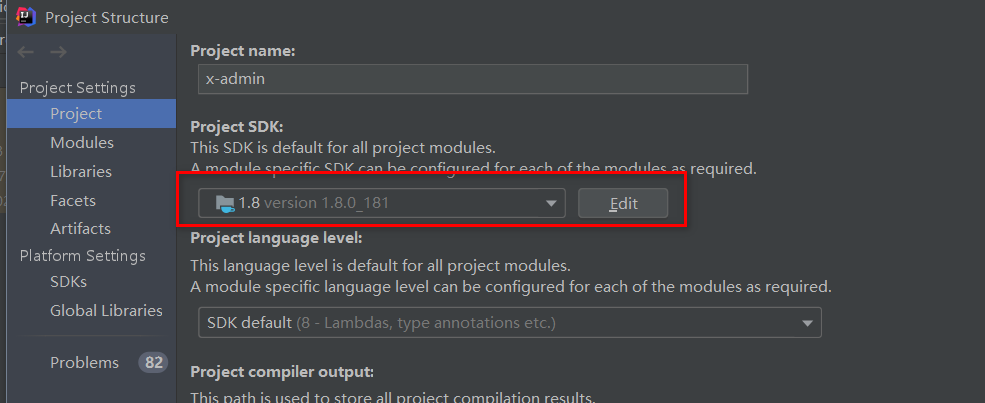 Project Structure
Project Settings
Project
Modules
Libraries
Facets
Artifacts
Platform Settings
SDKs
Global Libraries
Problems 82
Project name:
x-admin
Project SDK:
This SDK is default for all project modules.
A module specific SDK can be configured for each of the modules as required.
1.8 version 1.8.0_181
Edit
Project language level:
This language level is default for all project modules.
A module specific language level can be configured for each of the modules as required.
SDK default (8 - Lambdas, type annotations etc.)
Project compiler output:
This path is used to store all project compilation results.